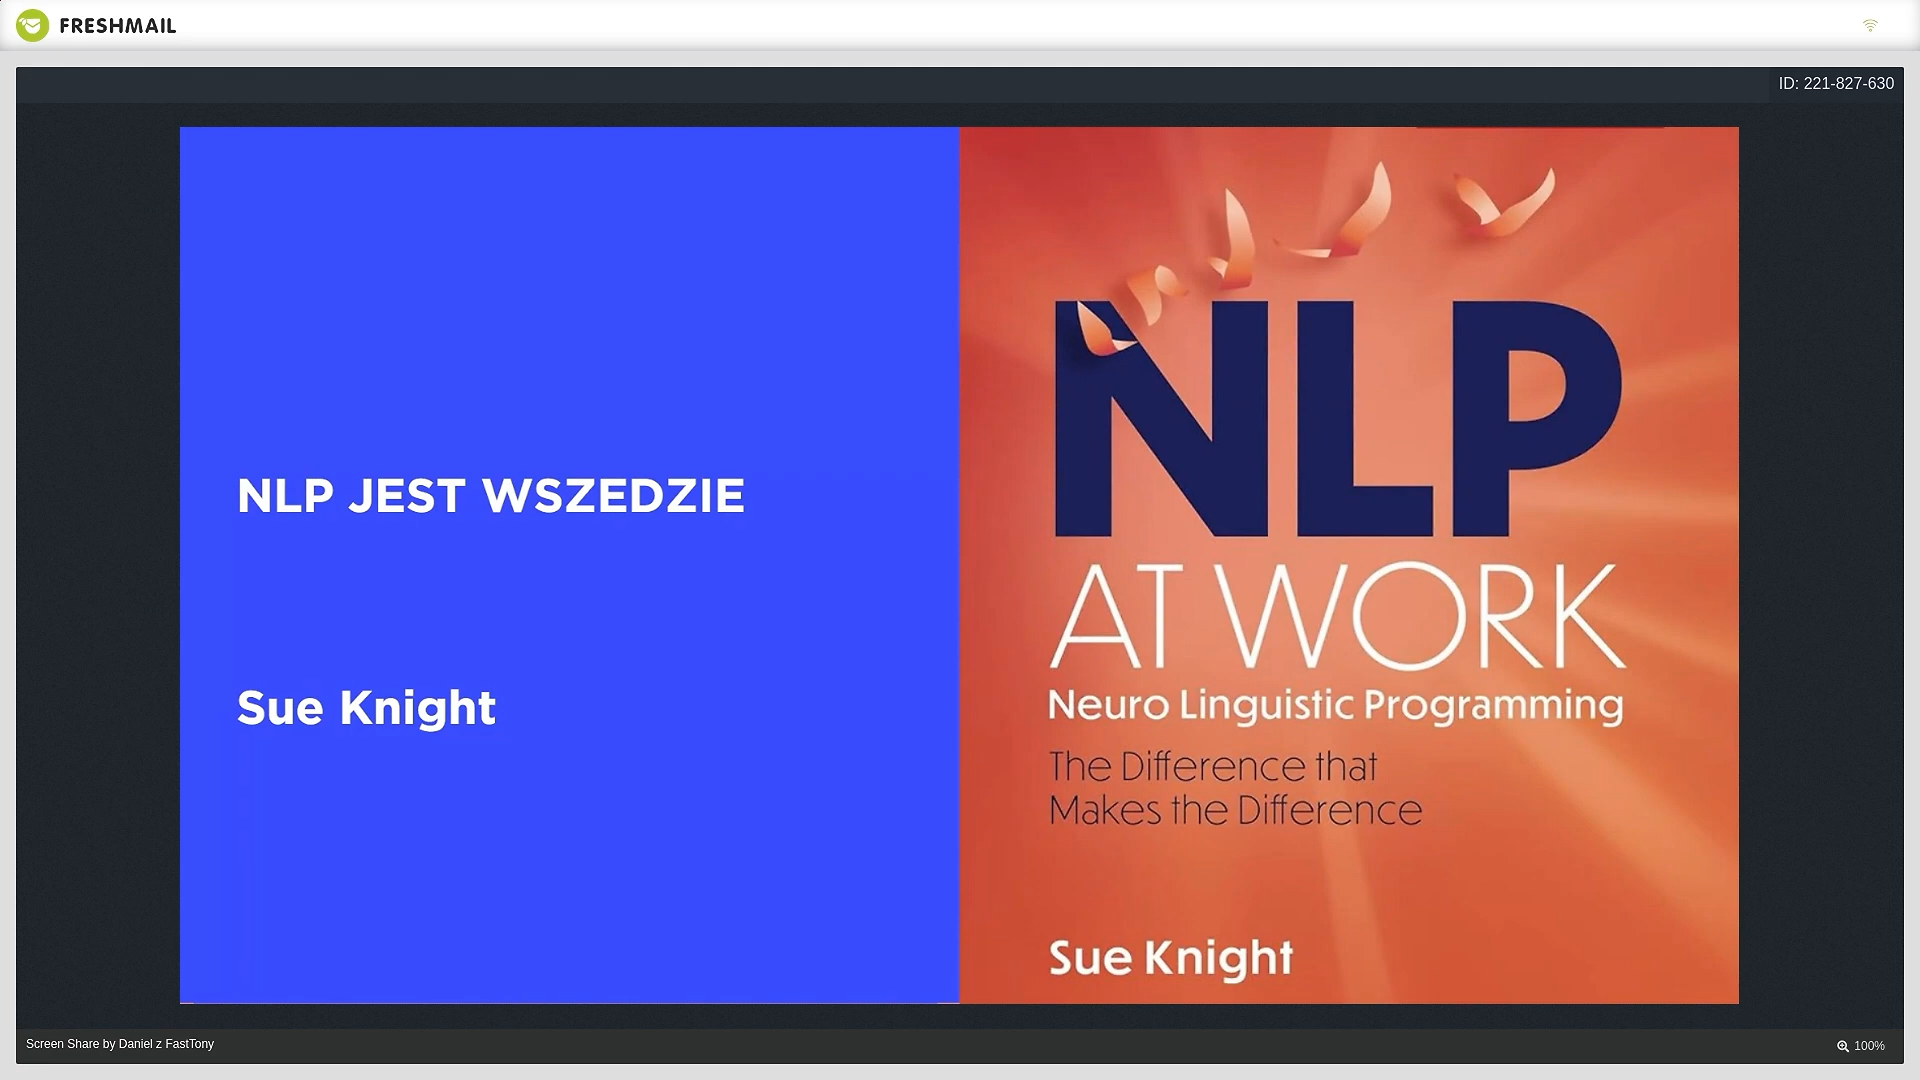 FRESHMAIL
ID: 221-827-630
NLP JEST WSZEDZIE
Sue Knight
NLP
AT WORK
Neuro Linguistic Programming
The Difference that
Makes the Difference
Sue Knight
Screen Share by Daniel z FastTony
100%